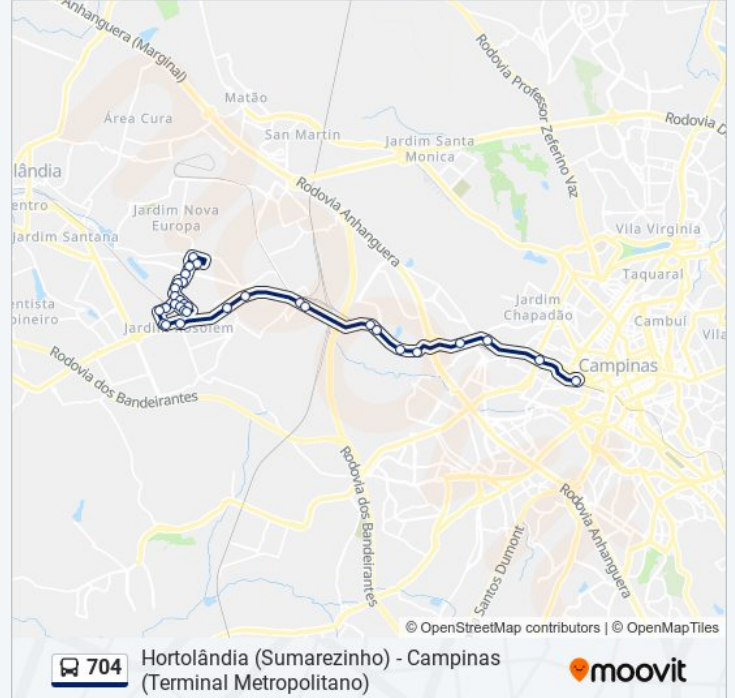 Anhanguera (Marginal)
Rodovia Professor Zeferino Vaz
Matão
Área Cura
San Martin
Rodovia D
Jardim Santa
Monica
lândia
Rodovia Anhanguera
entro
Jardim Nova
Europa
Jardim Santana
Vila Virginia
Taquaral
entista
pineiro
Jardim
Chapadão
Cambuí
Vila
Jardim Rosolem
Campinas
Rodovia dos Bandeirantes
Rodovia dos Bandeirantes
Rodovia Anhanguera
Santos Dumont
© OpenStreetMap contributors | © OpenMapTiles
704
Hortolândia (Sumarezinho) - Campinas
(Terminal Metropolitano)
moovit